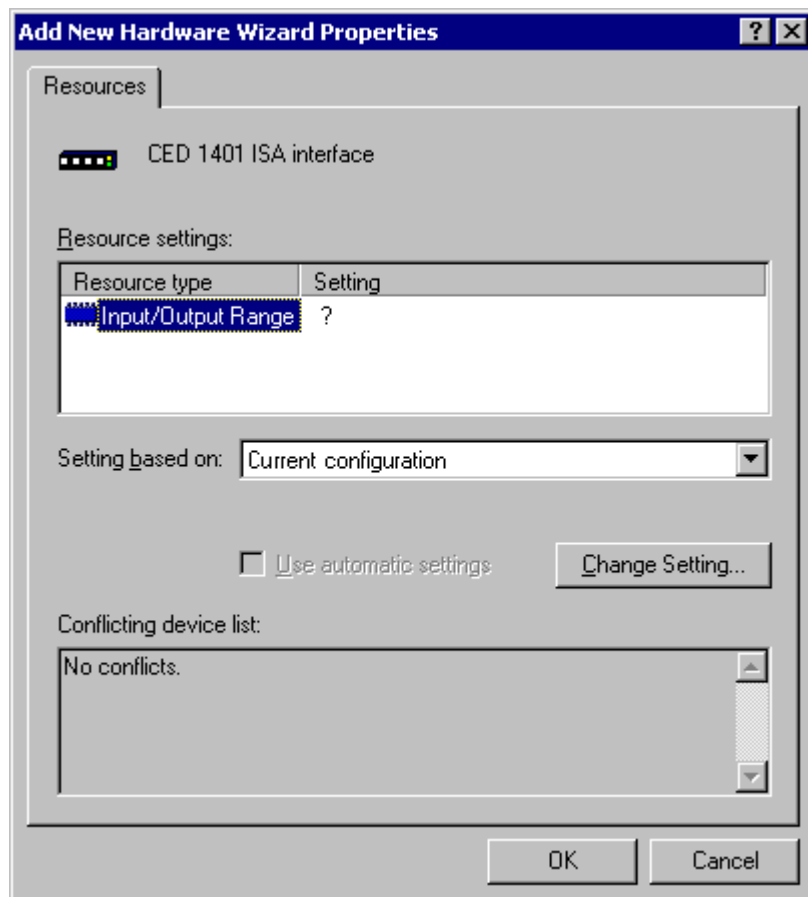 Add New Hardware Wizard Properties
Resources
CED 1401 ISA interface
Resource settings:
Resource type Setting
Input/Output Range ?
Setting based on: Current configuration
Use automatic settings Change Setting...
Conflicting device list:
No conflicts.
OK Cancel